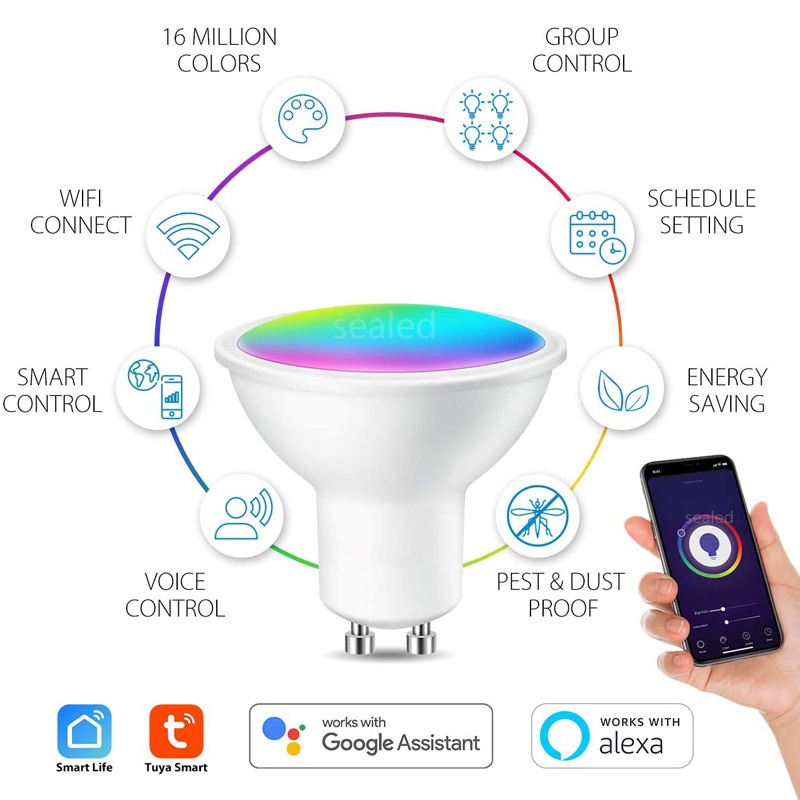 16 MILLION
COLORS
GROUP
CONTROL
WIFI
CONNECT
SCHEDULE
SETTING
sealed
SMART
CONTROL
ENERGY
SAVING
sealed
VOICE
CONTROL
PEST & DUST
PROOF
Smart Life
Tuya Smart
works with
Google Assistant
WORKS WITH
alexa